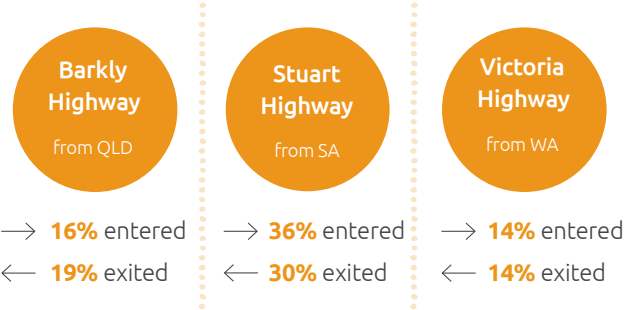 Barkly
Highway
from QLD
→ 16% entered
← 19% exited
Stuart
Highway
from SA
→ 36% entered
← 30% exited
Victoria
Highway
from WA
→ 14% entered
← 14% exited